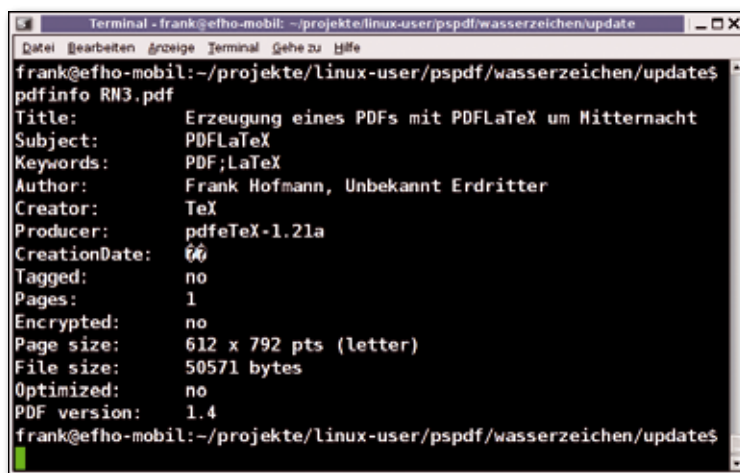 Terminal - frank@efho-mobil: ~/projekte/linux-user/pspdf/wasserzeichen/update
Datei Bearbeiten Anzeige Terminal Gehe zu Hilfe
frank@efho-mobil:~/projekte/linux-user/pspdf/wasserzeichen/update$
pdfinfo RN3.pdf
Title: Erzeugung eines PDFs mit PDFLaTeX um Mitternacht
Subject: PDFLaTeX
Keywords: PDF;LaTeX
Author: Frank Hofmann, Unbekannt Erdritter
Creator: TeX
Producer: pdfeTeX-1.21a
CreationDate: ��
Tagged: no
Pages: 1
Encrypted: no
Page size: 612 x 792 pts (letter)
File size: 50571 bytes
Optimized: no
PDF version: 1.4
frank@efho-mobil:~/projekte/linux-user/pspdf/wasserzeichen/update$